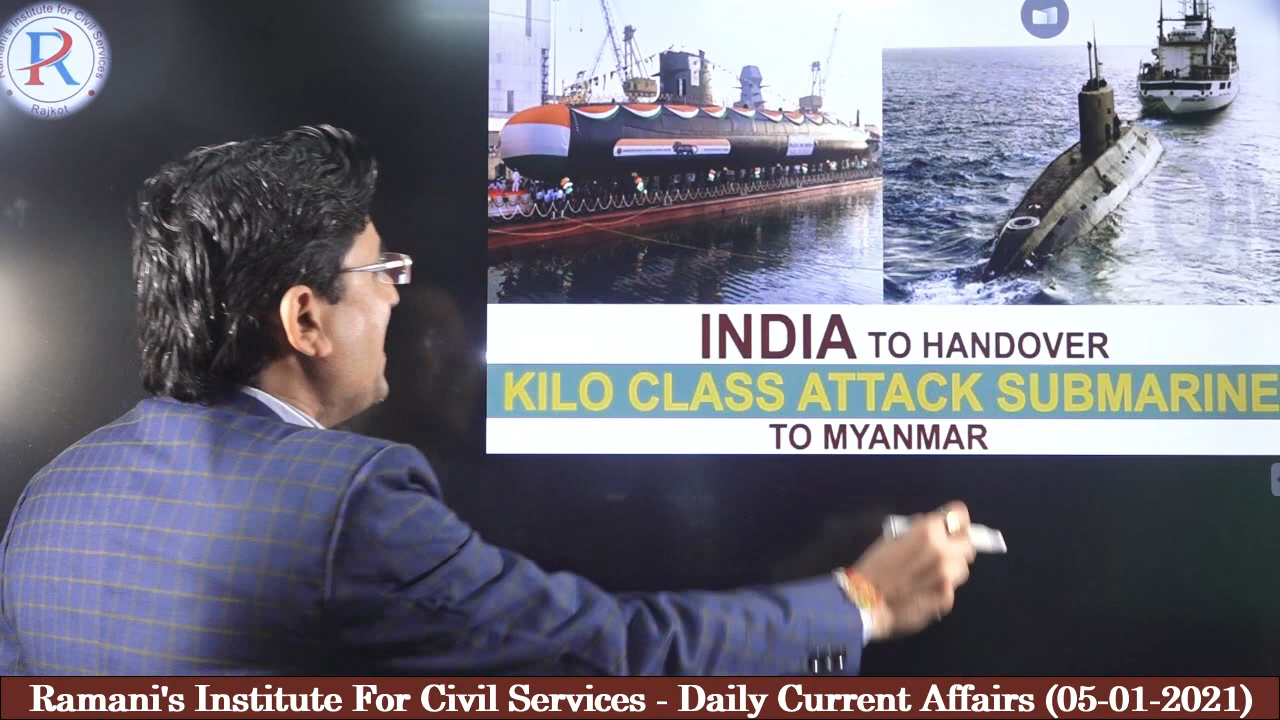 Ramani's Institute for Civil Services
R
Rajkot
INDIA TO HANDOVER
KILO CLASS ATTACK SUBMARINE
TO MYANMAR
Ramani's Institute For Civil Services - Daily Current Affairs (05-01-2021)